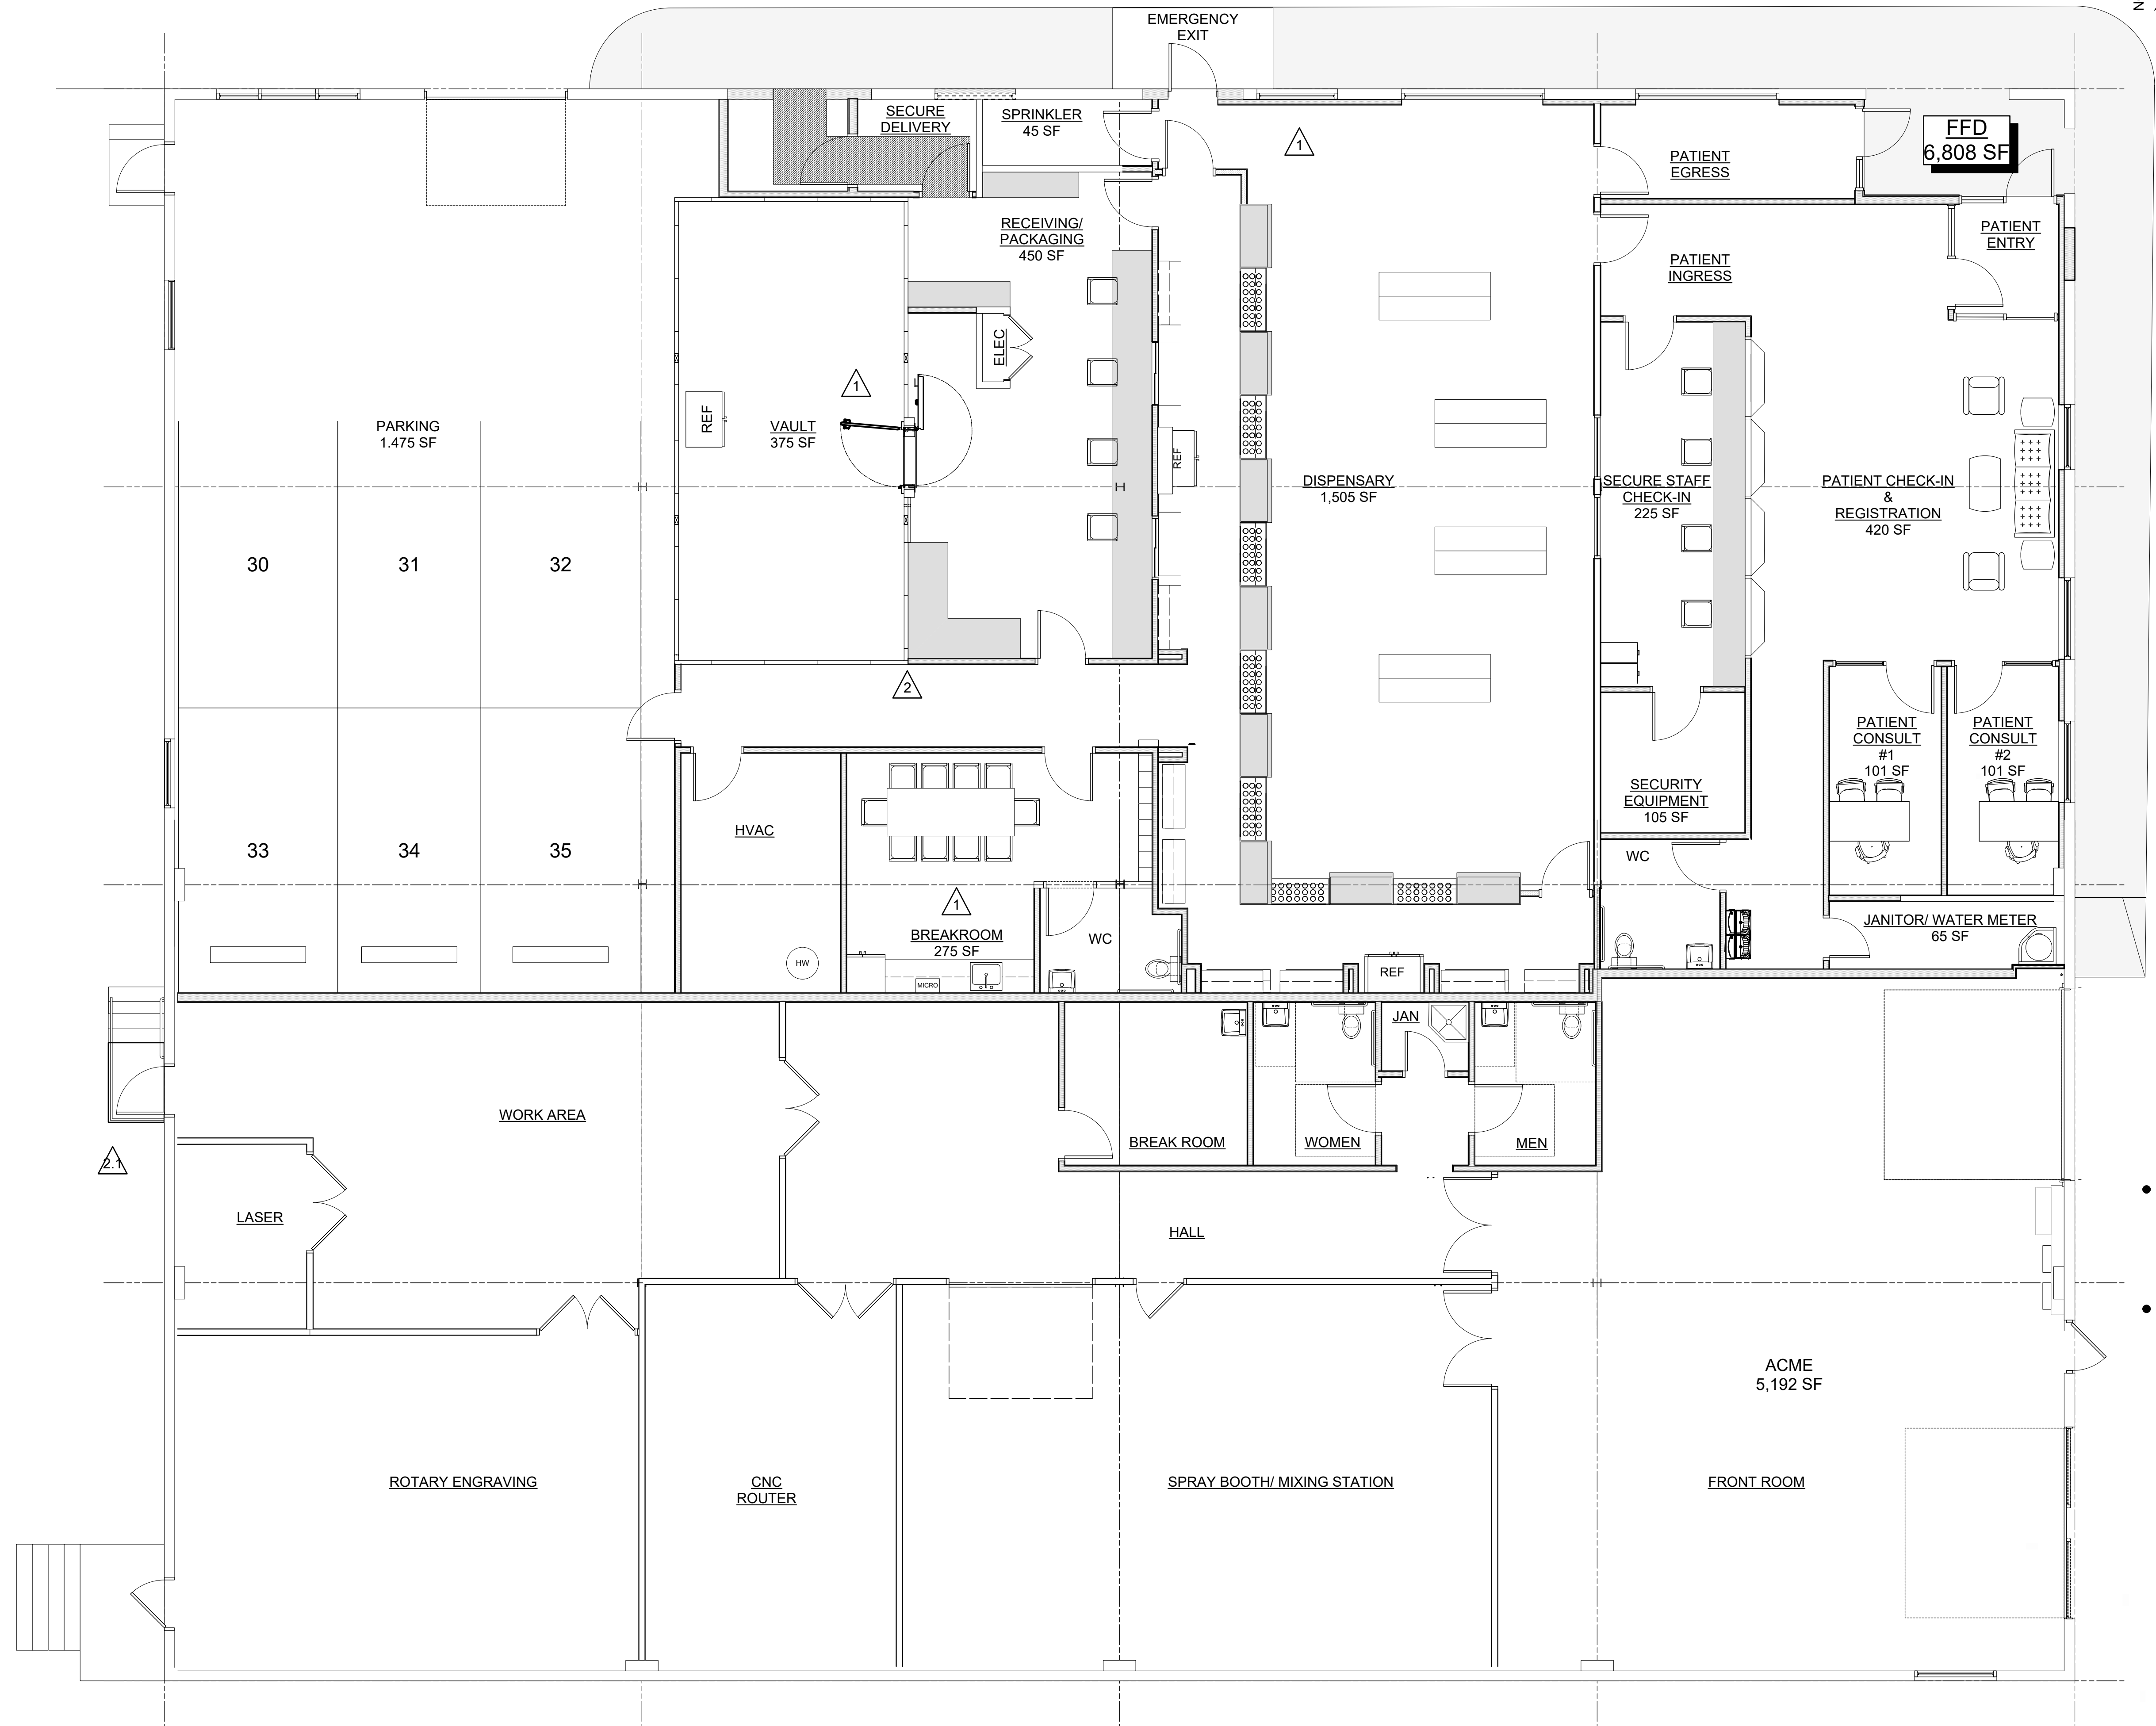 N
EMERGENCY
EXIT
SECURE
DELIVERY
SPRINKLER
45 SF
1
PATIENT
EGRESS
FFD
6,808 SF
RECEIVING/
PACKAGING
450 SF
PATIENT
INGRESS
PATIENT
ENTRY
ELEC
1
REF
PARKING
1.475 SF
VAULT
375 SF
REF
DISPENSARY
1,505 SF
SECURE STAFF
CHECK-IN
225 SF
PATIENT CHECK-IN
&
REGISTRATION
420 SF
30
31
32
2
PATIENT
CONSULT
#1
101 SF
PATIENT
CONSULT
#2
101 SF
SECURITY
EQUIPMENT
105 SF
HVAC
33
34
35
WC
1
BREAKROOM
275 SF
WC
JANITOR/ WATER METER
65 SF
HW
MICRO
REF
JAN
WORK AREA
BREAK ROOM
WOMEN
MEN
2.1
LASER
HALL
ACME
5,192 SF
ROTARY ENGRAVING
CNC
ROUTER
SPRAY BOOTH/ MIXING STATION
FRONT ROOM